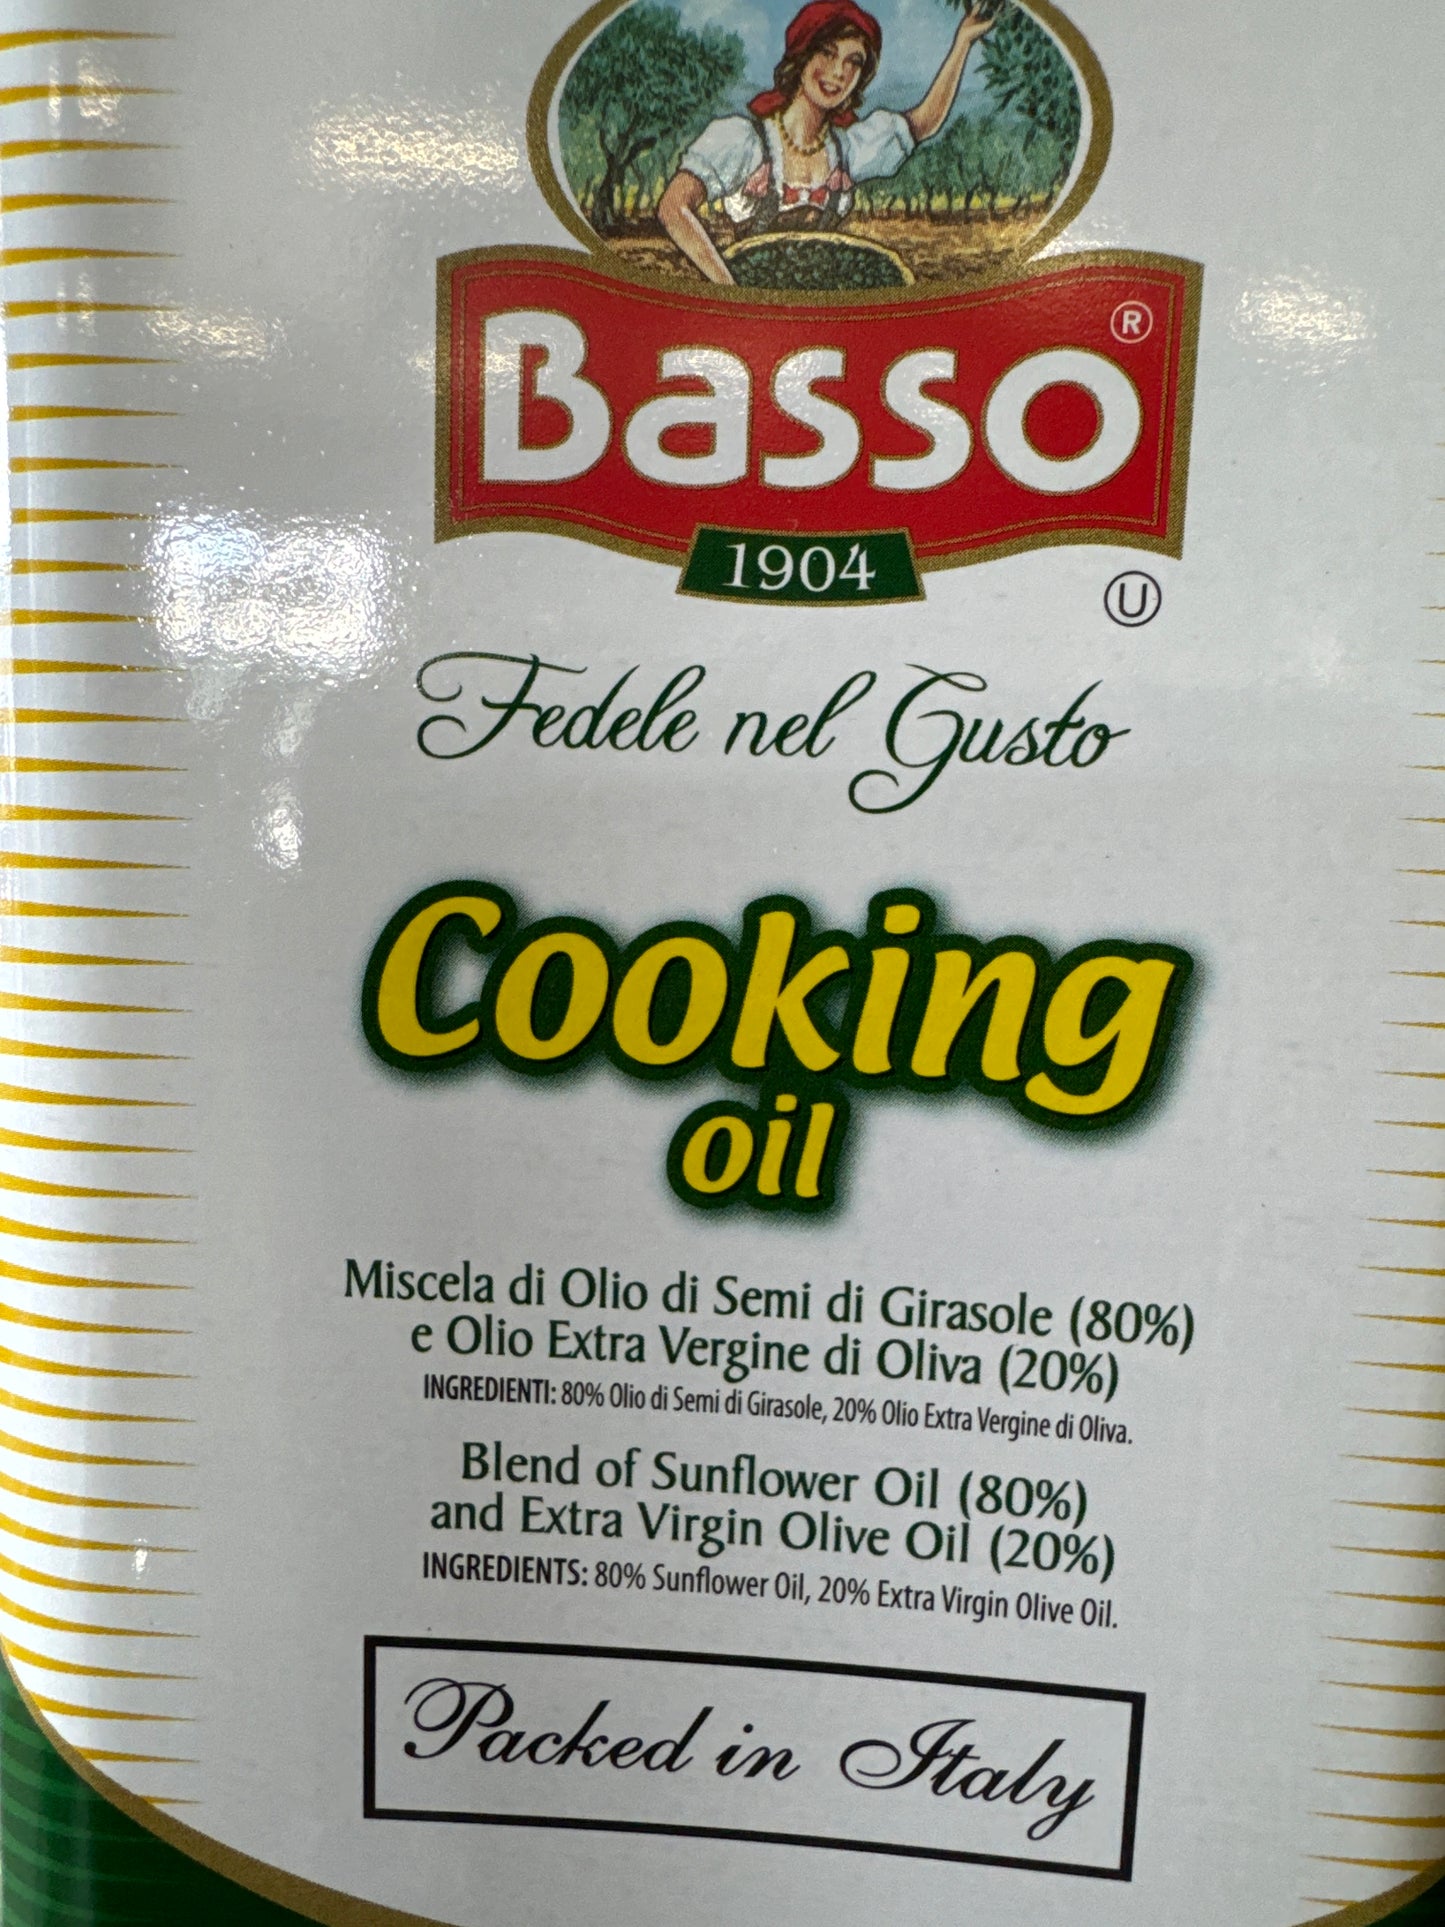 Basso®
1904
U
Fedele nel Gusto
Cooking
oil
Miscela di Olio di Semi di Girasole (80%)
e Olio Extra Vergine di Oliva (20%)
INGREDIENTI: 80% Olio di Semi di Girasole, 20% Olio Extra Vergine di Oliva.
Blend of Sunflower Oil (80%)
and Extra Virgin Olive Oil (20%)
INGREDIENTS: 80% Sunflower Oil, 20% Extra Virgin Olive Oil.
Packed in Italy